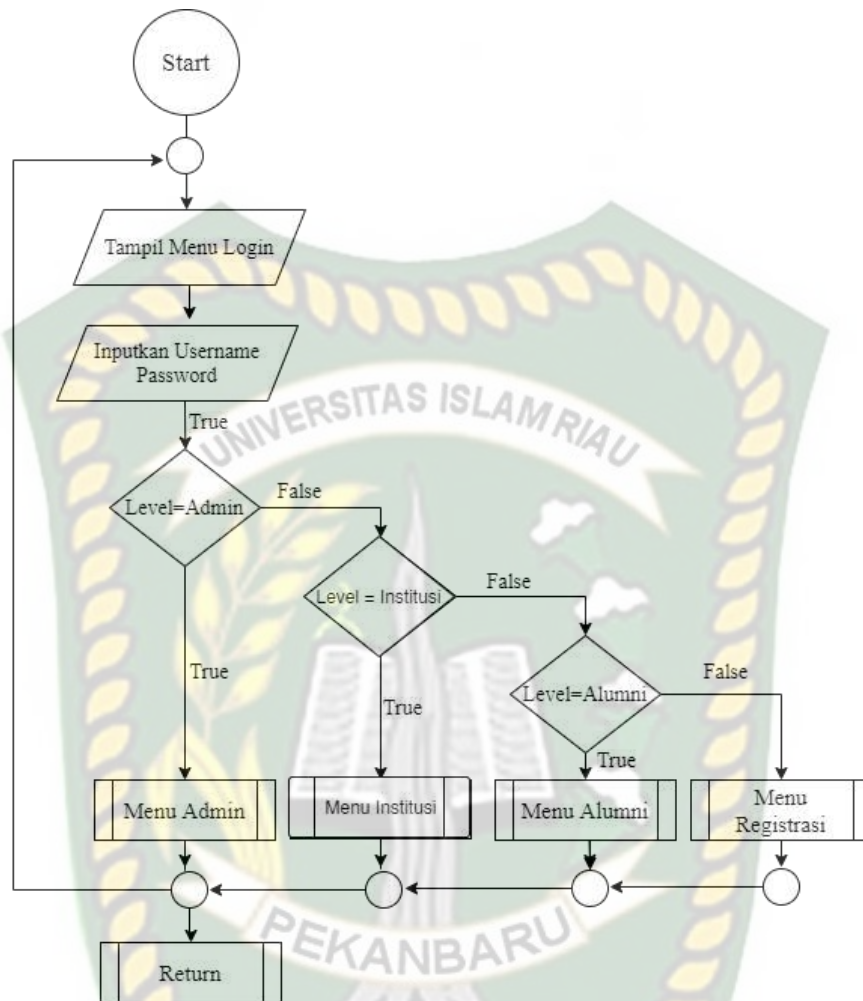 Start
Tampil Menu Login
Inputkan Username
Password
True
UNIVERSITAS ISLAM RIAU
Level=Admin
False
Level = Institusi
False
Level=Alumni
False
True
True
True
Menu Admin
Menu Institusi
Menu Alumni
Menu
Registrasi
PEKANBARU
Return